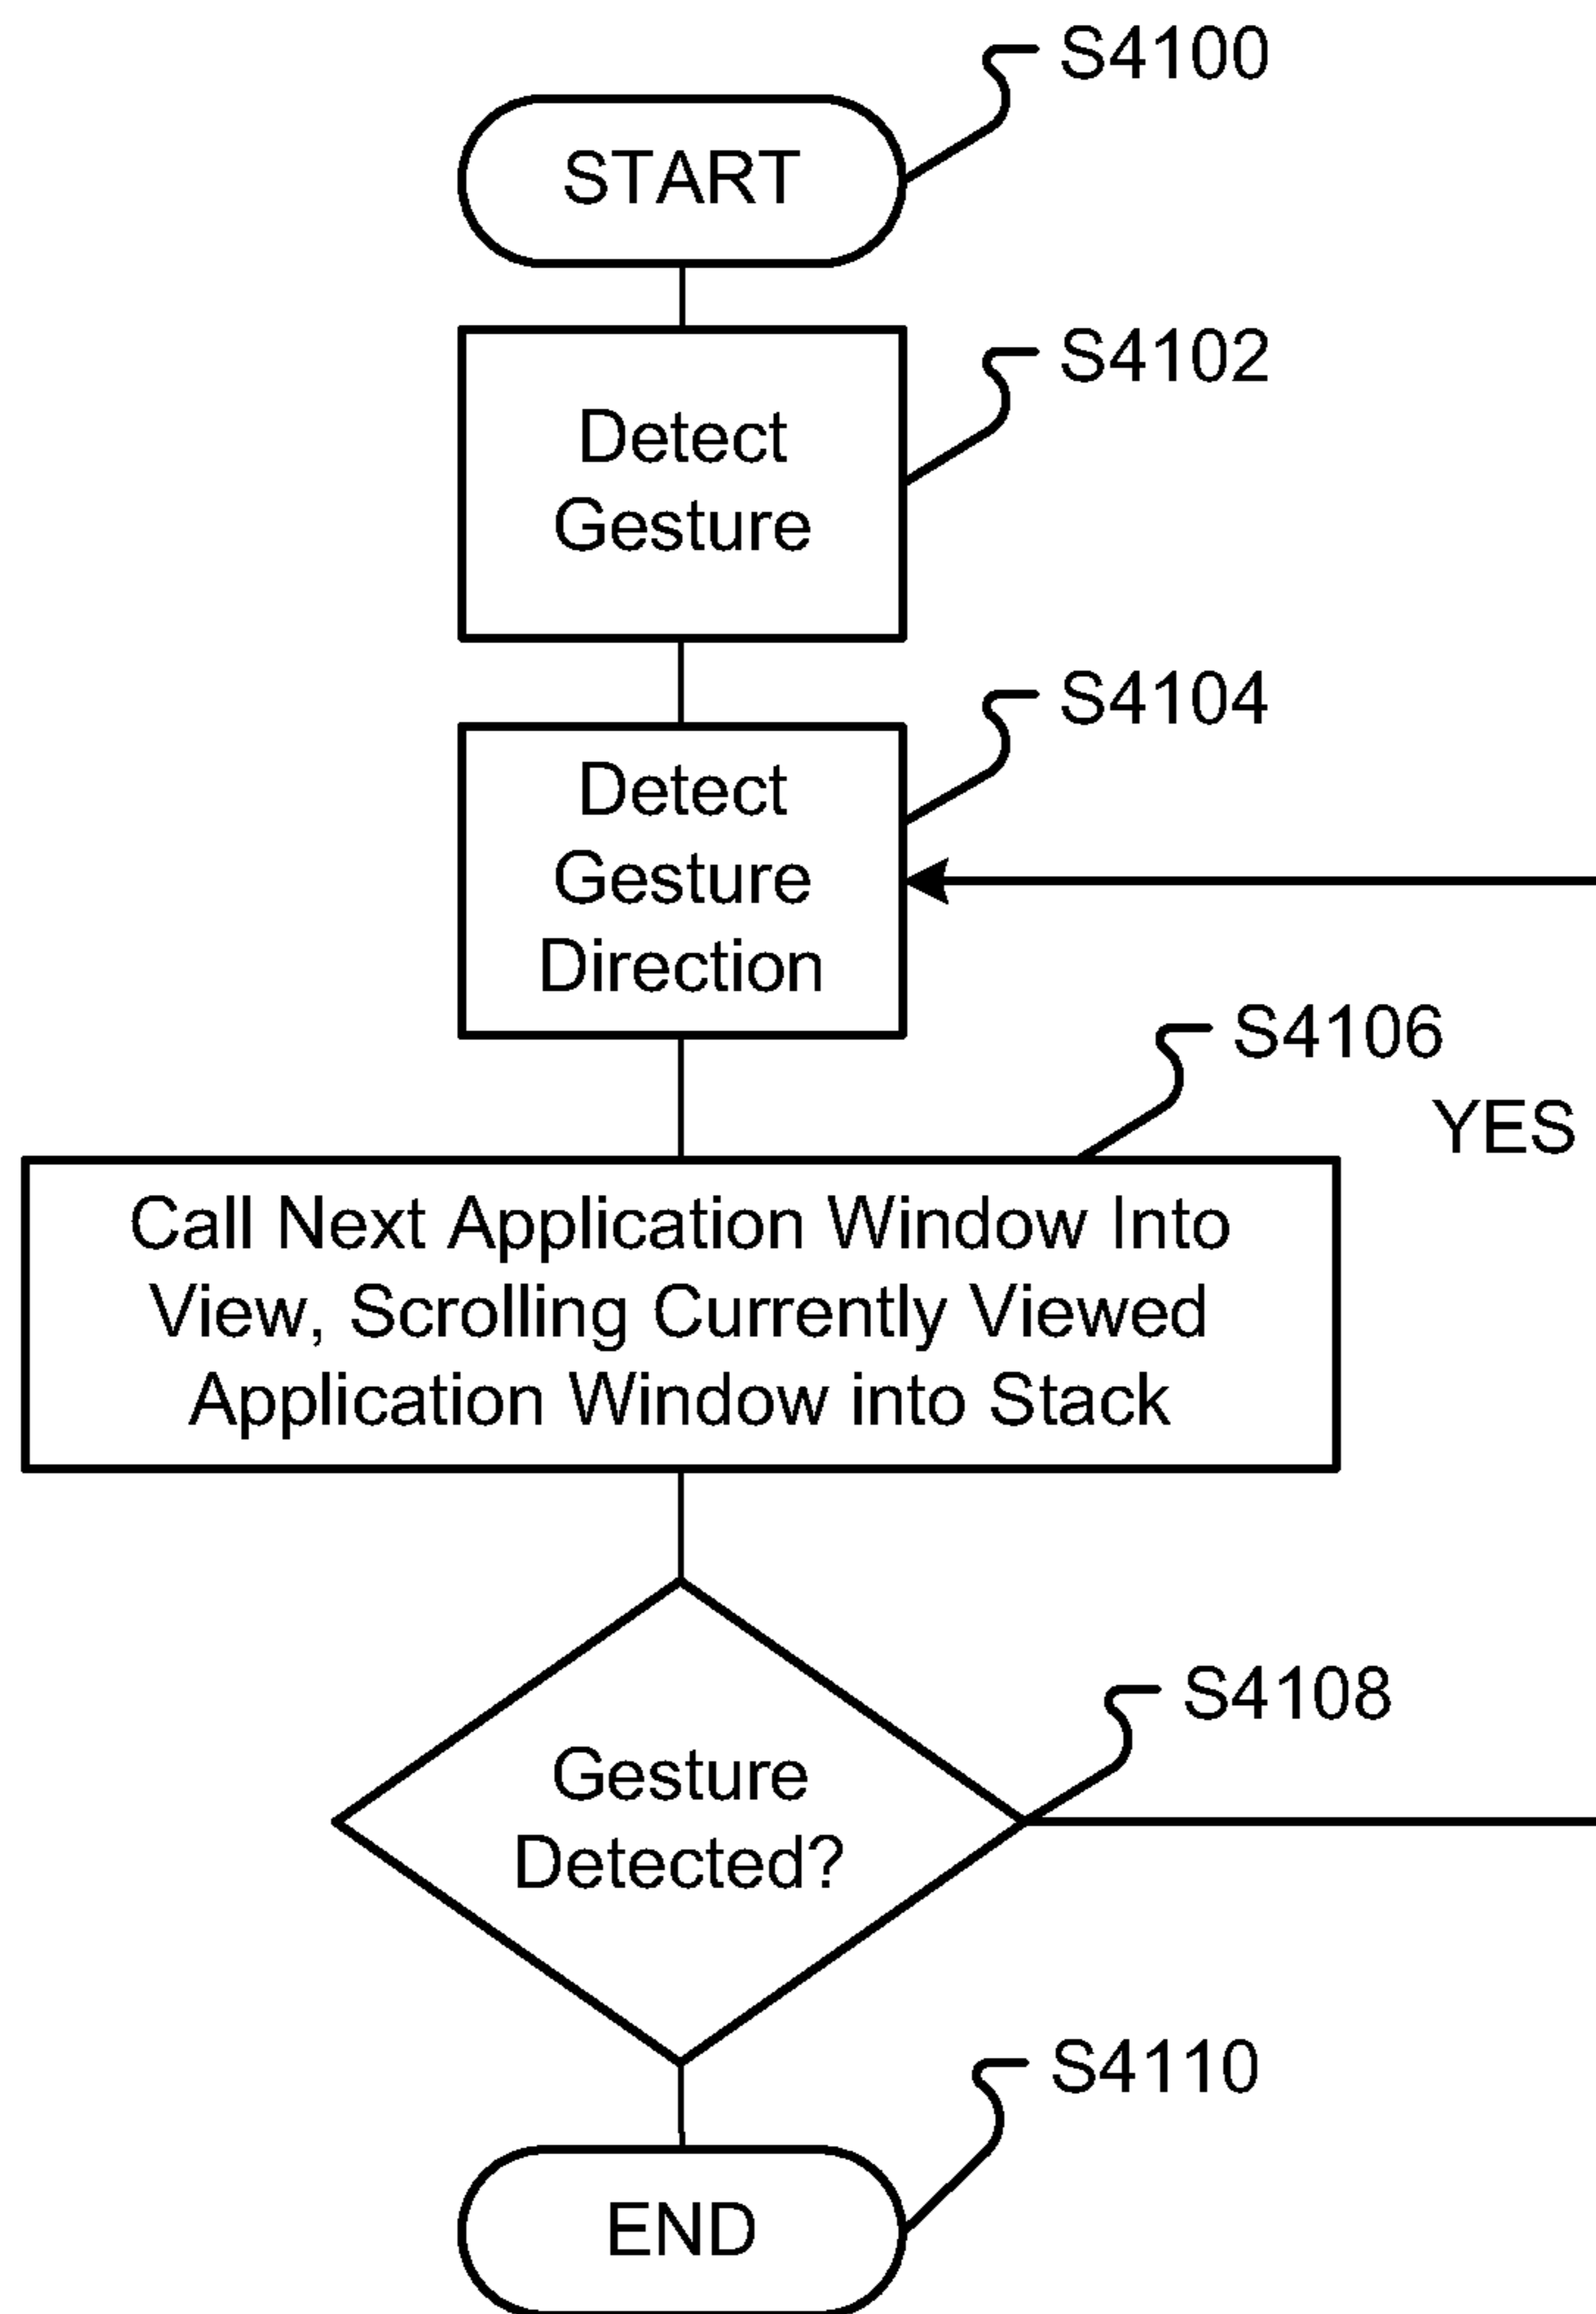 S4100
START
S4102
Detect
Gesture
S4104
Detect
Gesture
Direction
S4106
YES
Call Next Application Window Into
View, Scrolling Currently Viewed
Application Window into Stack
S4108
Gesture
Detected?
S4110
END